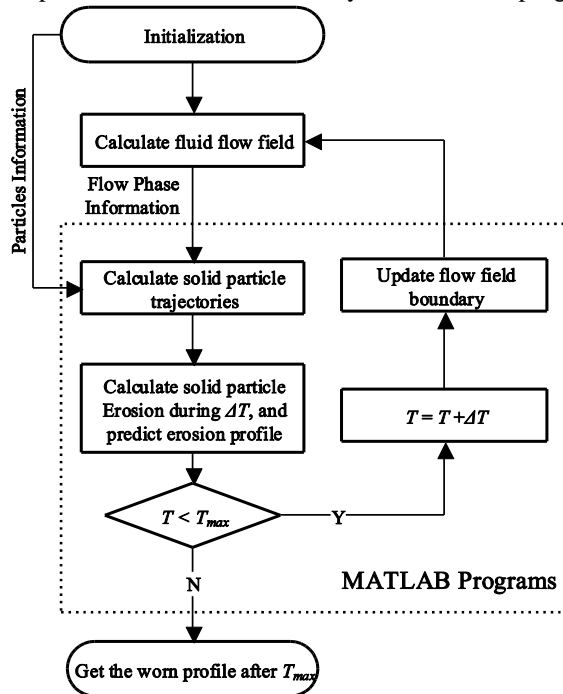 Initialization
Particles Information
Calculate fluid flow field
Flow Phase
Information
Calculate solid particle
trajectories
Update flow field
boundary
Calculate solid particle
Erosion during ΔT, and
predict erosion profile
T = T +ΔT
T < Tmax
Y
N
MATLAB Programs
Get the worn profile after Tmax